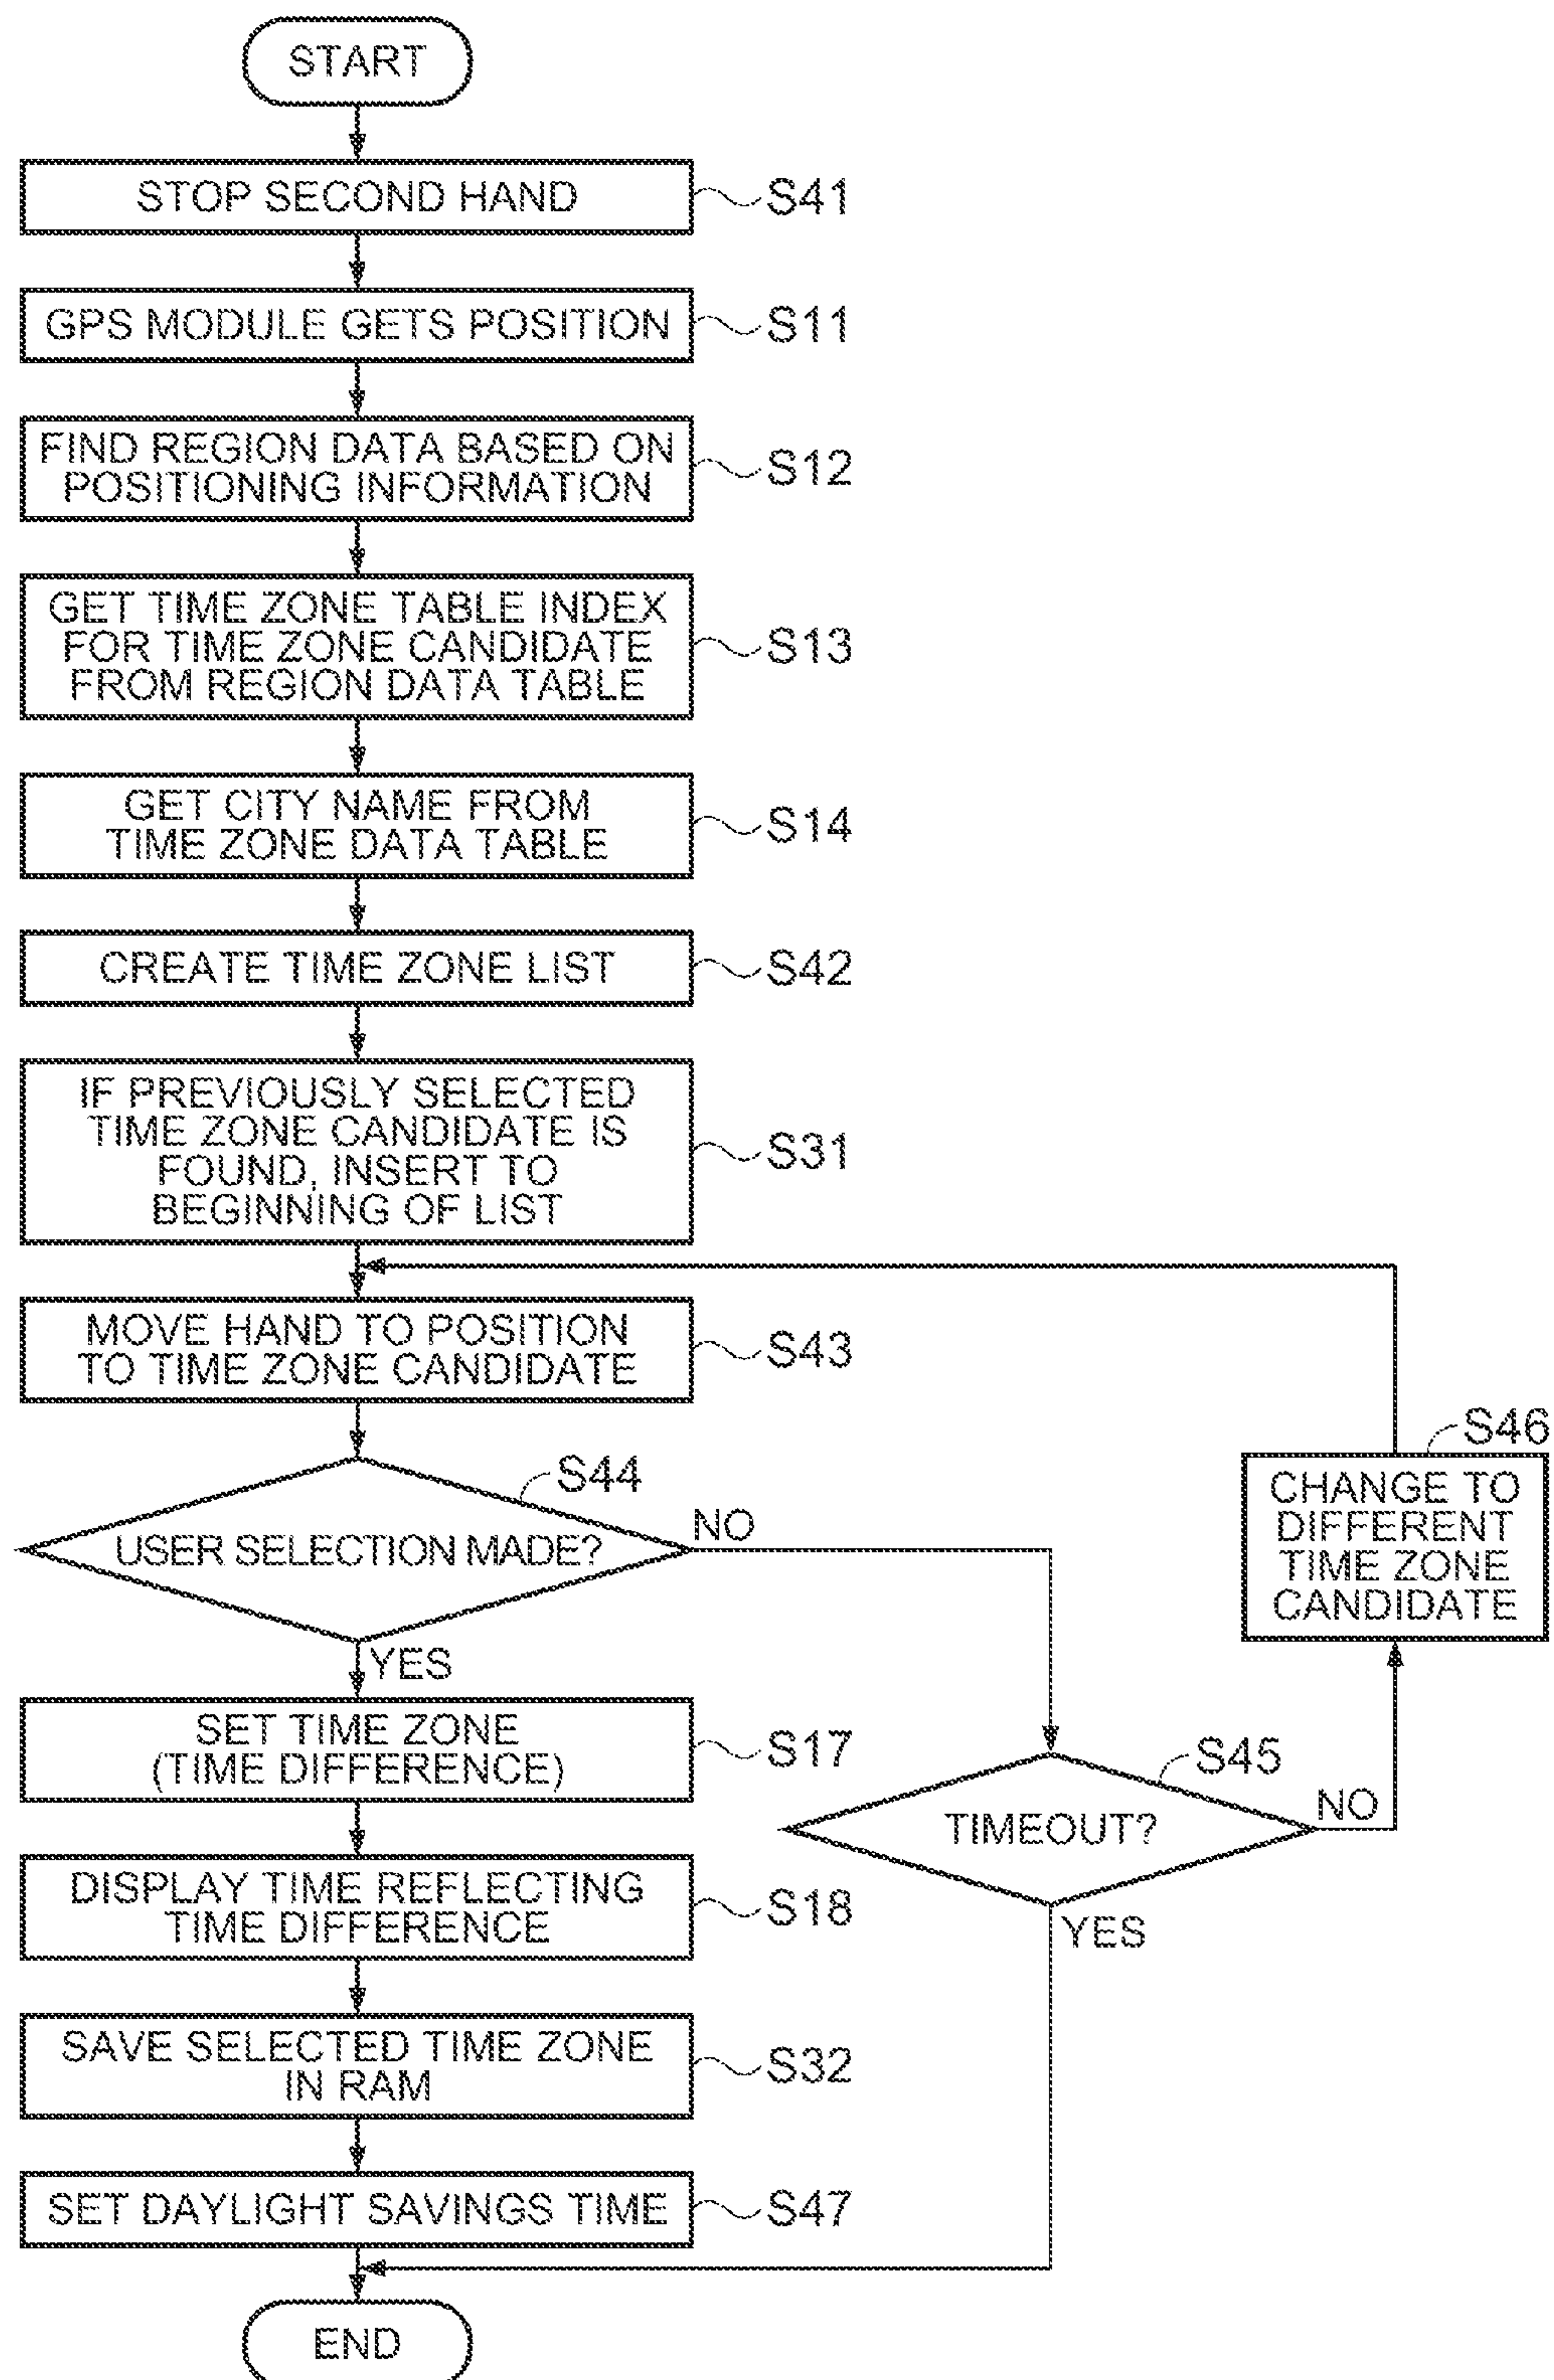 START
STOP SECOND HAND
S41
GPS MODULE GETS POSITION
S11
FIND REGION DATA BASED ON
POSITIONING INFORMATION
S12
GET TIME ZONE TABLE INDEX
FOR TIME ZONE CANDIDATE
FROM REGION DATA TABLE
S13
GET CITY NAME FROM
TIME ZONE DATA TABLE
S14
CREATE TIME ZONE LIST
S42
IF PREVIOUSLY SELECTED
TIME ZONE CANDIDATE IS
FOUND, INSERT TO
BEGINNING OF LIST
S31
MOVE HAND TO POSITION
TO TIME ZONE CANDIDATE
S43
S44
USER SELECTION MADE?
NO
YES
S46
CHANGE TO
DIFFERENT
TIME ZONE
CANDIDATE
SET TIME ZONE
(TIME DIFFERENCE)
S17
S45
TIMEOUT?
NO
YES
DISPLAY TIME REFLECTING
TIME DIFFERENCE
S18
SAVE SELECTED TIME ZONE
IN RAM
S32
SET DAYLIGHT SAVINGS TIME
S47
END